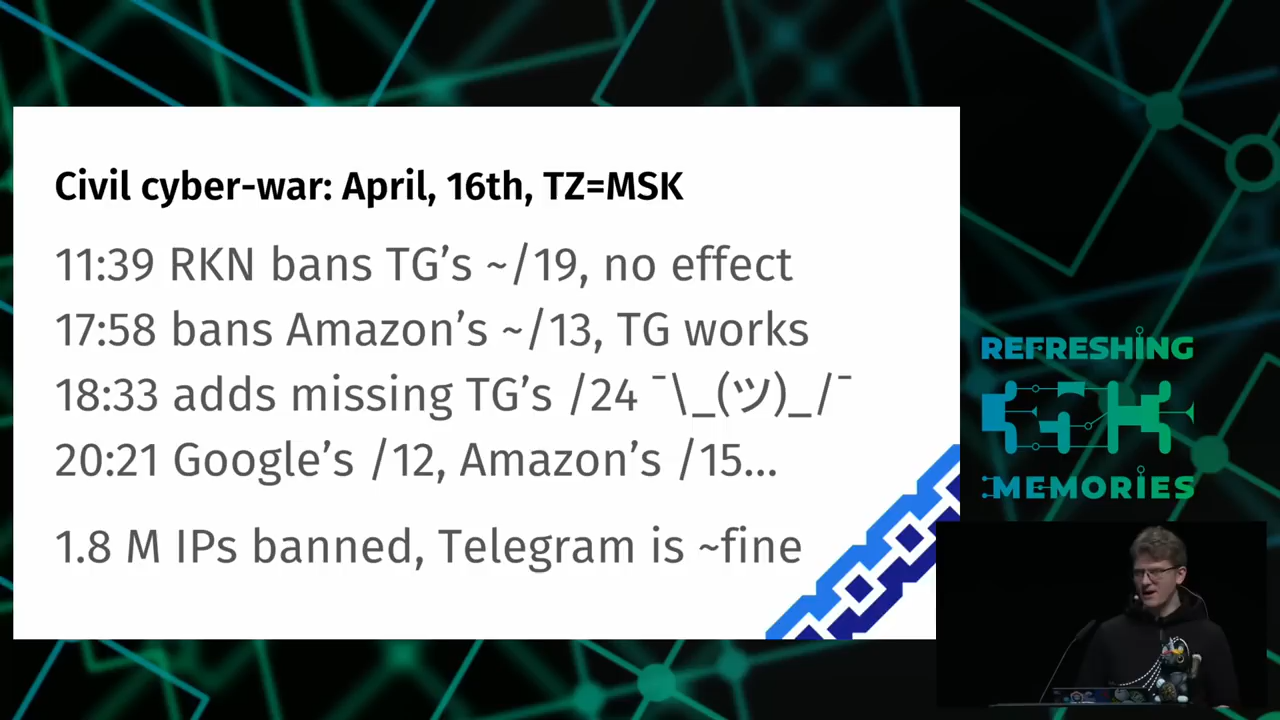 Civil cyber-war: April, 16th, TZ=MSK
11:39 RKN bans TG’s ~/19, no effect
17:58 bans Amazon’s ~/13, TG works
18:33 adds missing TG’s /24 ¯\_(ツ)_/¯
20:21 Google’s /12, Amazon’s /15...
1.8 M IPs banned, Telegram is ~fine
REFRESHING
MEMORIES